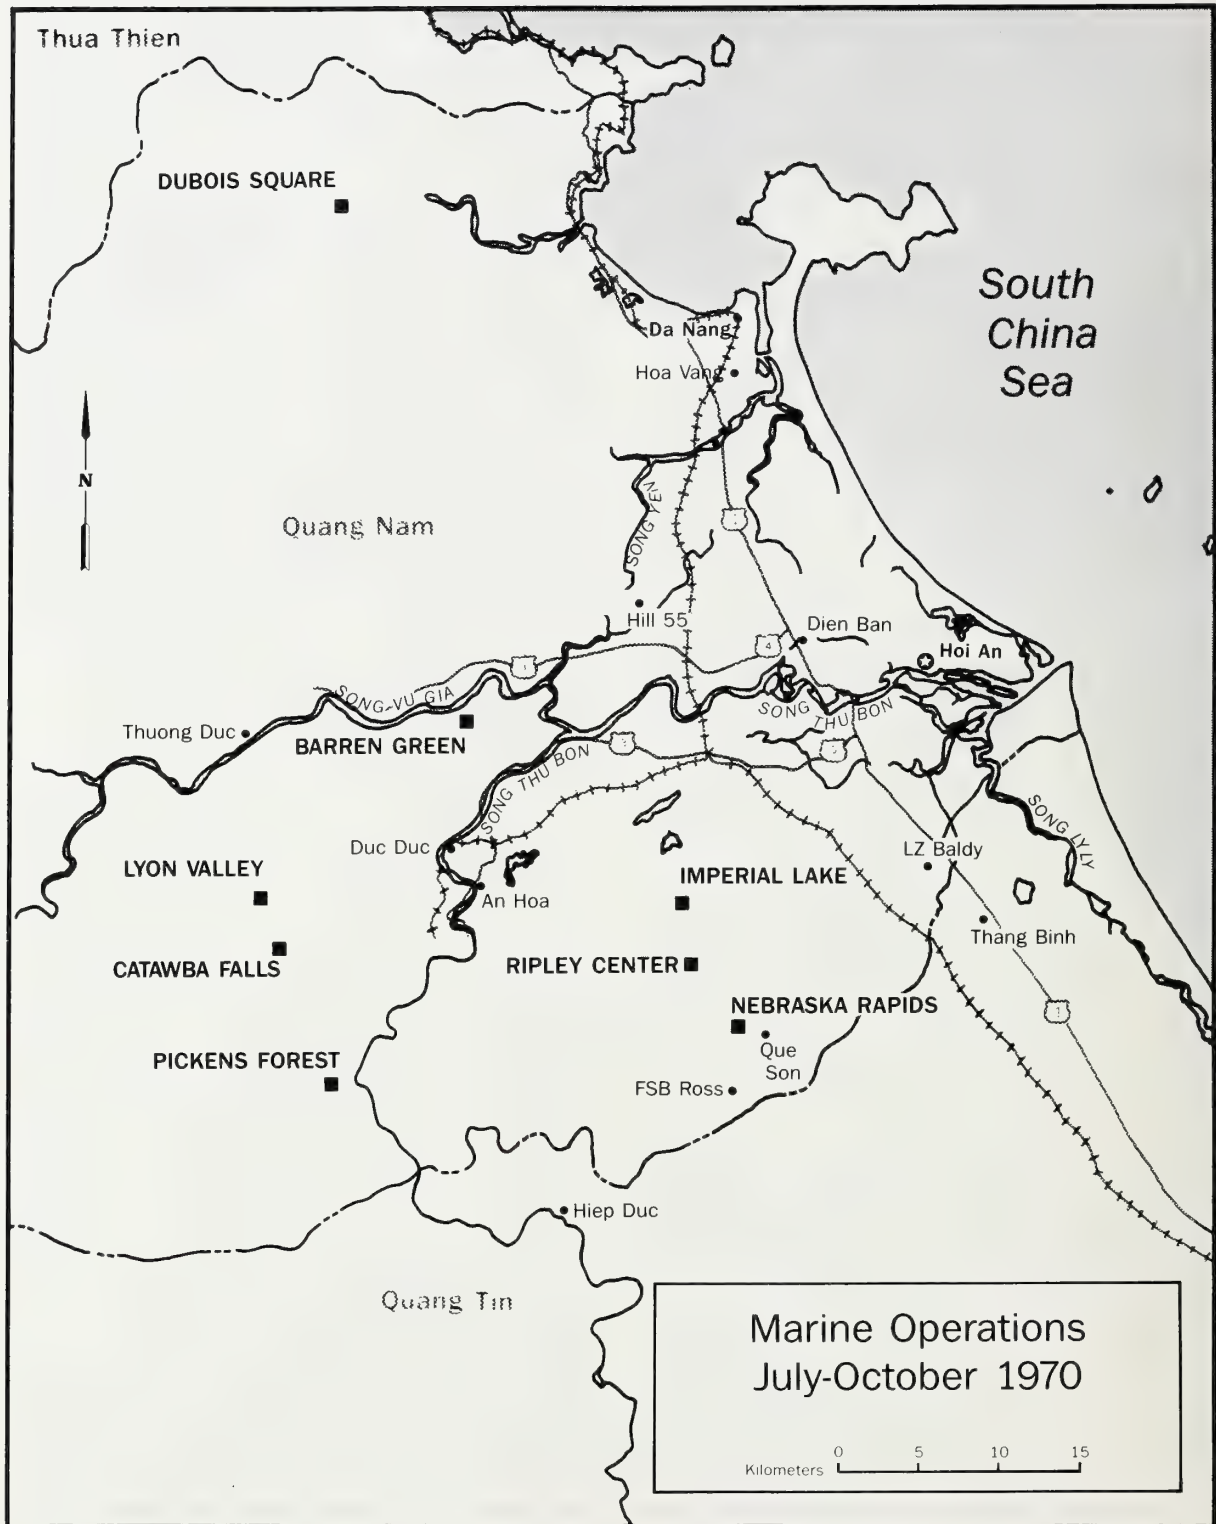 Thua Thien
DUBOIS SQUARE
South
China
Sea
Da Nang
Hoa Vang
N
Quang Nam
SONG YEN
1
Hill 55
Dien Ban
4
Hoi An
1
SONG VU GIA
SONG
THU BON
Thuong Duc
BARREN GREEN
SONG THU BON
SONG LY LY
Duc Duc
LZ Baldy
LYON VALLEY
IMPERIAL LAKE
An Hoa
Thang Binh
CATAWBA FALLS
RIPLEY CENTER
NEBRASKA RAPIDS
1
Que
Son
PICKENS FOREST
FSB Ross
Hiep Duc
Quang Tin
Marine Operations
July-October 1970
0 5 10 15
Kilometers